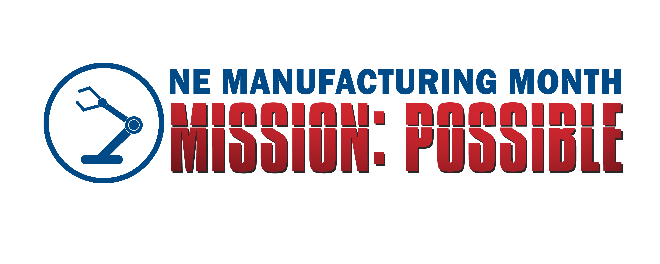 NE MANUFACTURING MONTH
MISSION: POSSIBLE